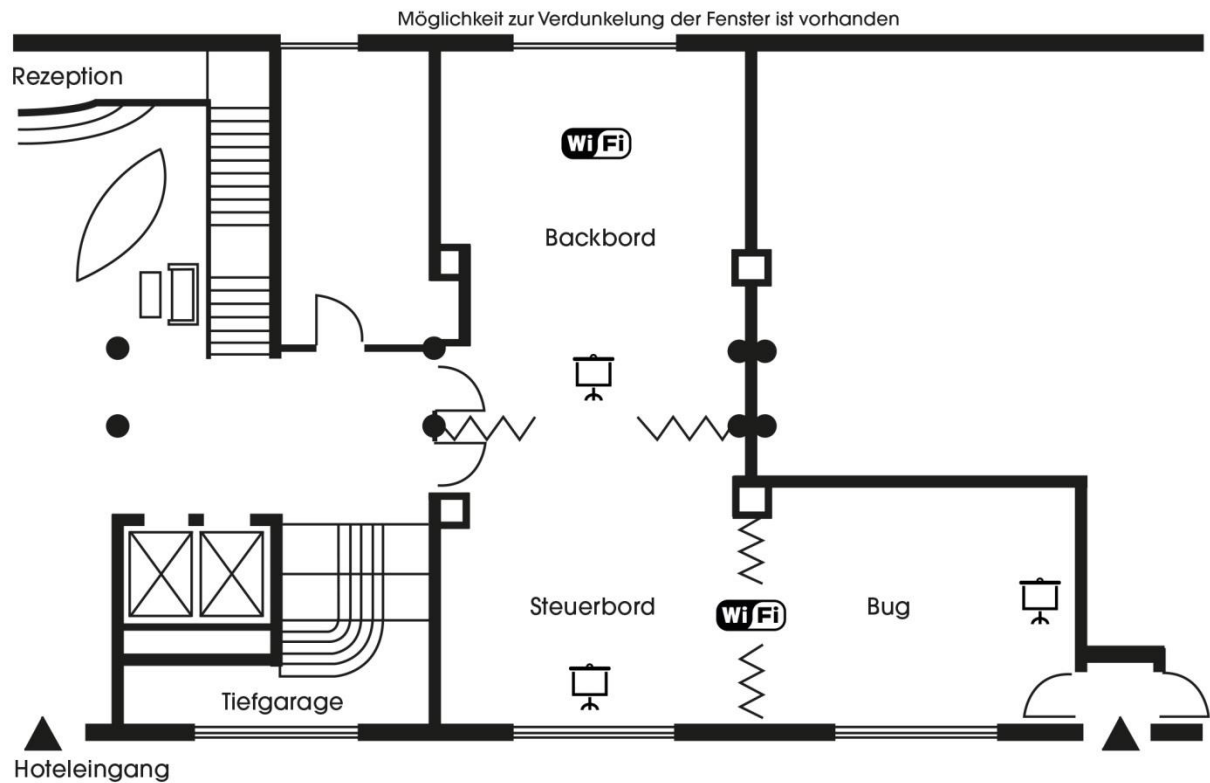 Möglichkeit zur Verdunkelung der Fenster ist vorhanden
Rezeption
WiFi
Backbord
Steuerbord
WiFi
Bug
Tiefgarage
Hoteleingang